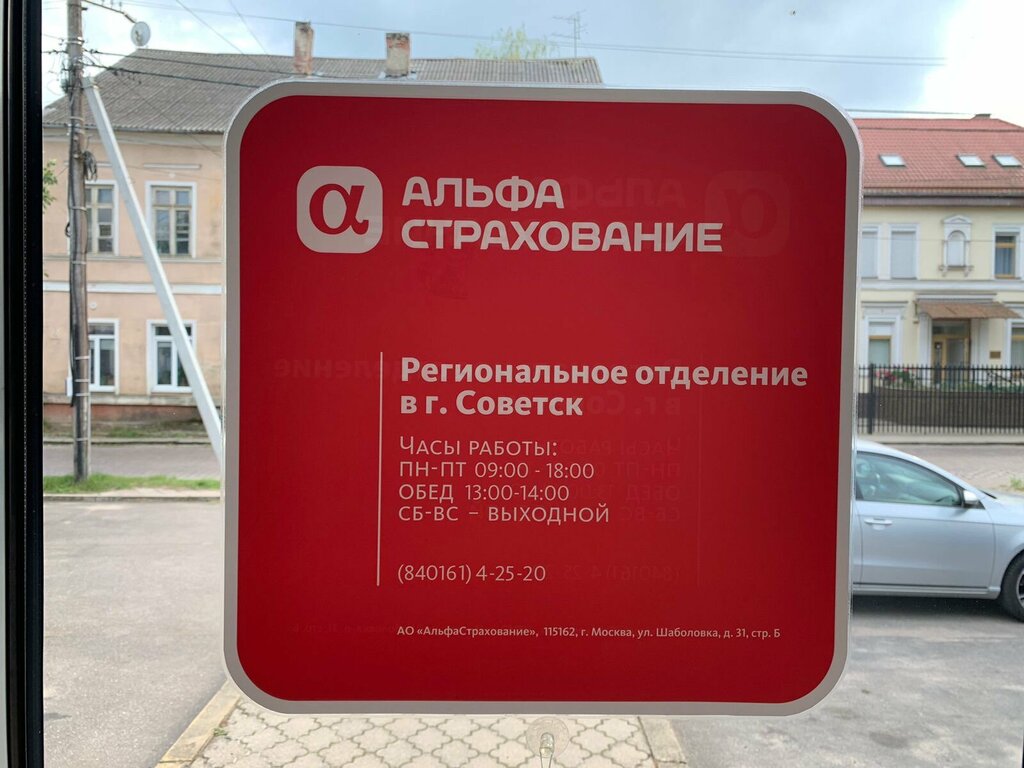 α АЛЬФА
СТРАХОВАНИЕ
Региональное отделение
в г. Советск
ЧАСЫ РАБОТЫ:
ПН-ПТ 09:00 - 18:00
ОБЕД 13:00-14:00
СБ-ВС – ВЫХОДНОЙ
(840161) 4-25-20
АО «АльфаСтрахование», 115162, г. Москва, ул. Шаболовка, д. 31, стр. Б